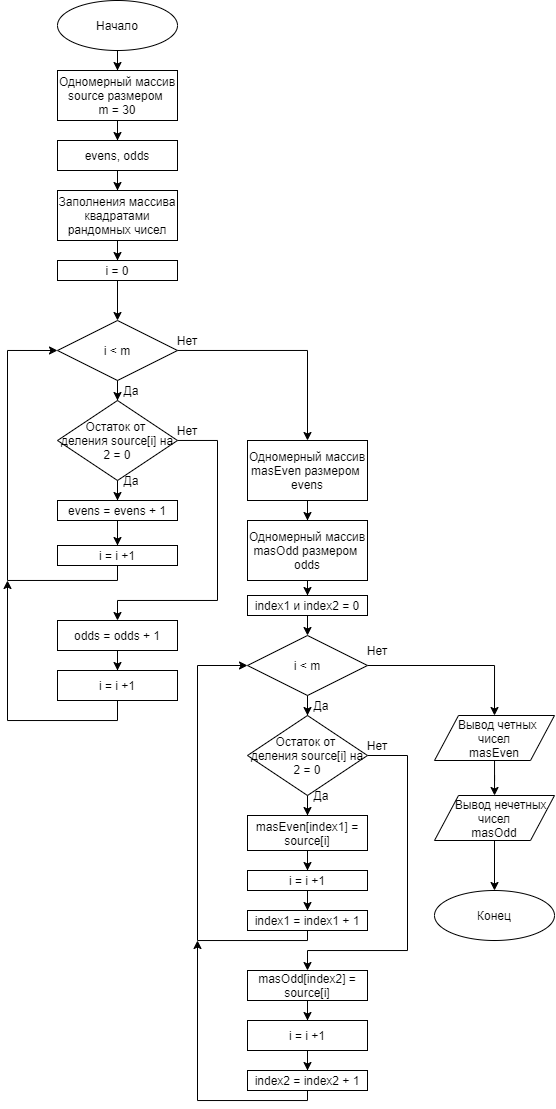 Начало
Одномерный массив
source размером
m = 30
evens, odds
Заполнения массива
квадратами
рандомных чисел
i = 0
i < m
Нет
Да
Остаток от
деления source[i] на
2 = 0
Нет
Да
evens = evens + 1
i = i +1
odds = odds + 1
i = i +1
Одномерный массив
masEven размером
evens
Одномерный массив
masOdd размером
odds
index1 и index2 = 0
i < m
Нет
Да
Остаток от
деления source[i] на
2 = 0
Нет
Да
masEven[index1] =
source[i]
i = i +1
index1 = index1 + 1
masOdd[index2] =
source[i]
i = i +1
index2 = index2 + 1
Вывод четных
чисел
masEven
Вывод нечетных
чисел
masOdd
Конец